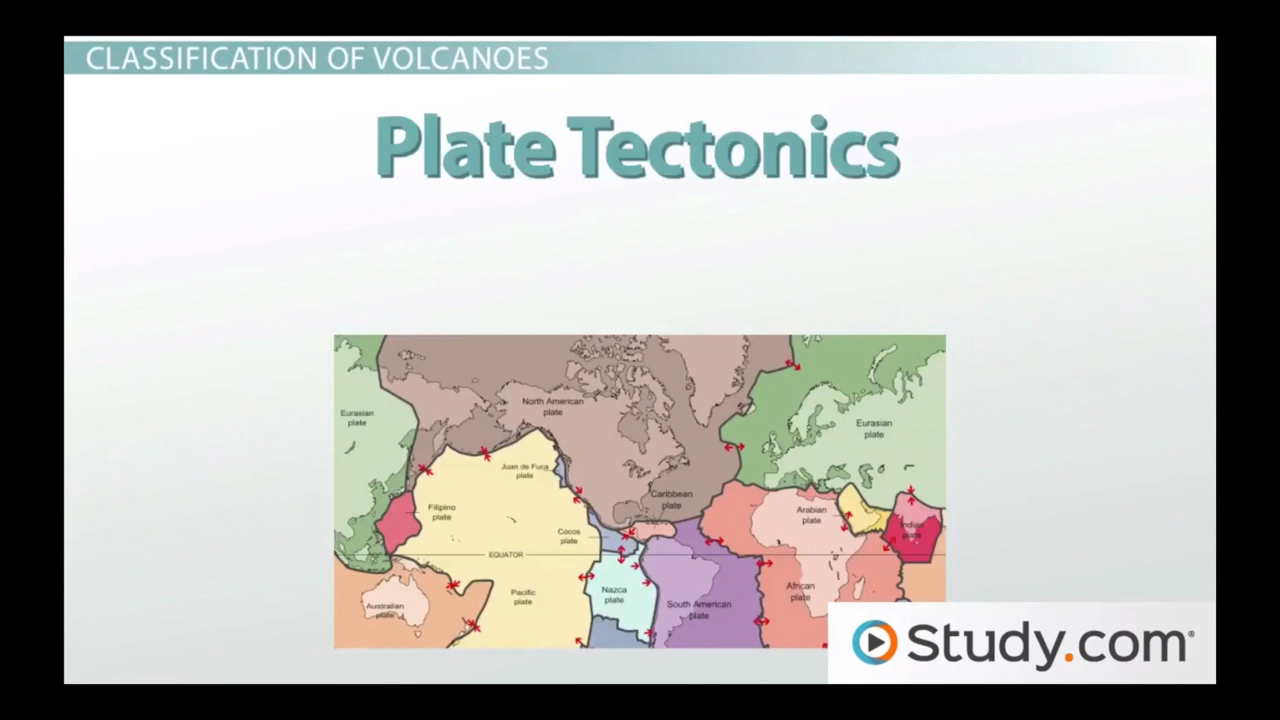 CLASSIFICATION OF VOLCANOES
Plate Tectonics
North American
plate
Eurasian
plate
Eurasian
plate
Juan de Fuca
plate
Caribbean
plate
Filipino
plate
Arabian
plate
Indian
plate
Cocos
plate
EQUATOR
Pacific
plate
Nazca
plate
African
plate
Australian
plate
South American
plate
Study.com®